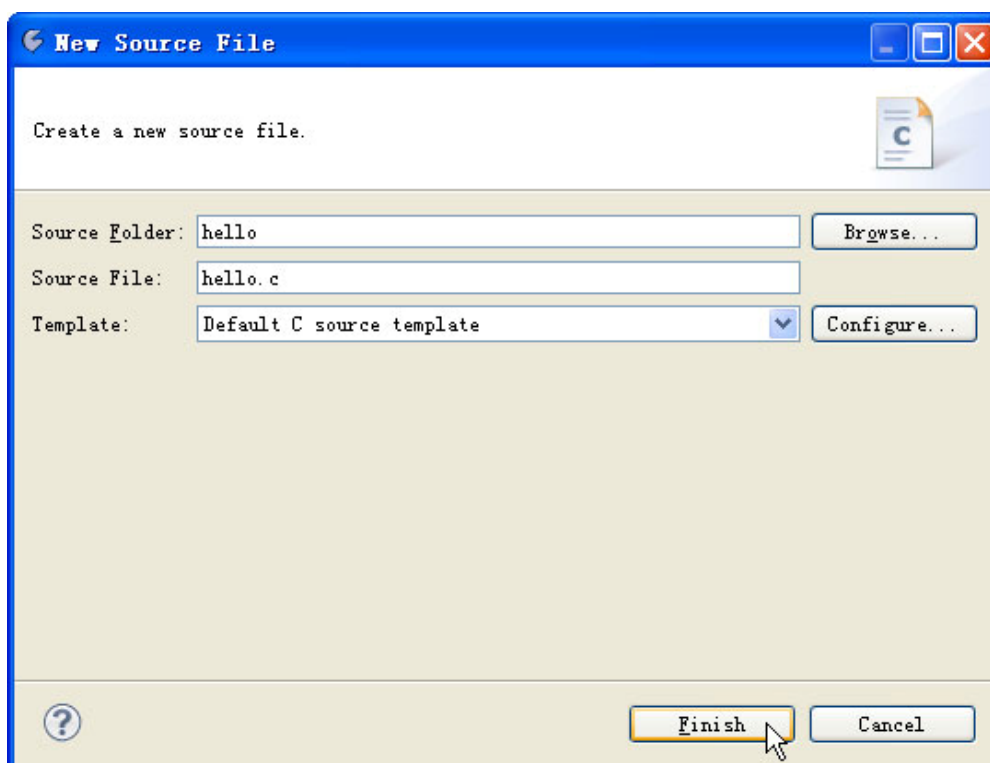 New Source File
Create a new source file.
C
Source Folder: hello Browse...
Source File: hello.c
Template: Default C source template Configure...
?
Finish Cancel